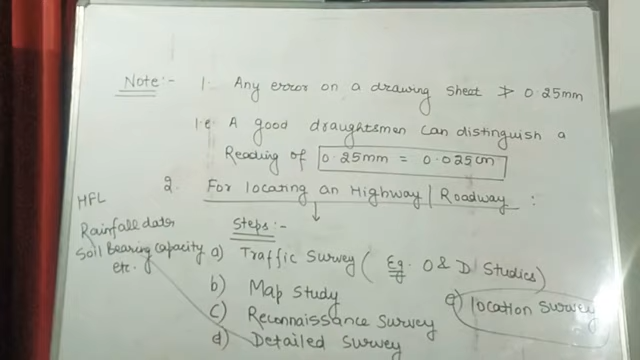 Note:- 1. Any error on a drawing sheet ≯ 0.25mm
i.e A good draughtsmen can distinguish a
Reading of 0.25mm = 0.025cm
2. For locating an Highway | Roadway :
Steps:-
a) Traffic Survey ( Eg. O & D Studies)
b) Map Study
c) Reconnaissance Survey
d) Detailed Survey
HFL
Rainfall data
Soil Bearing capacity
etc.
e) location Survey